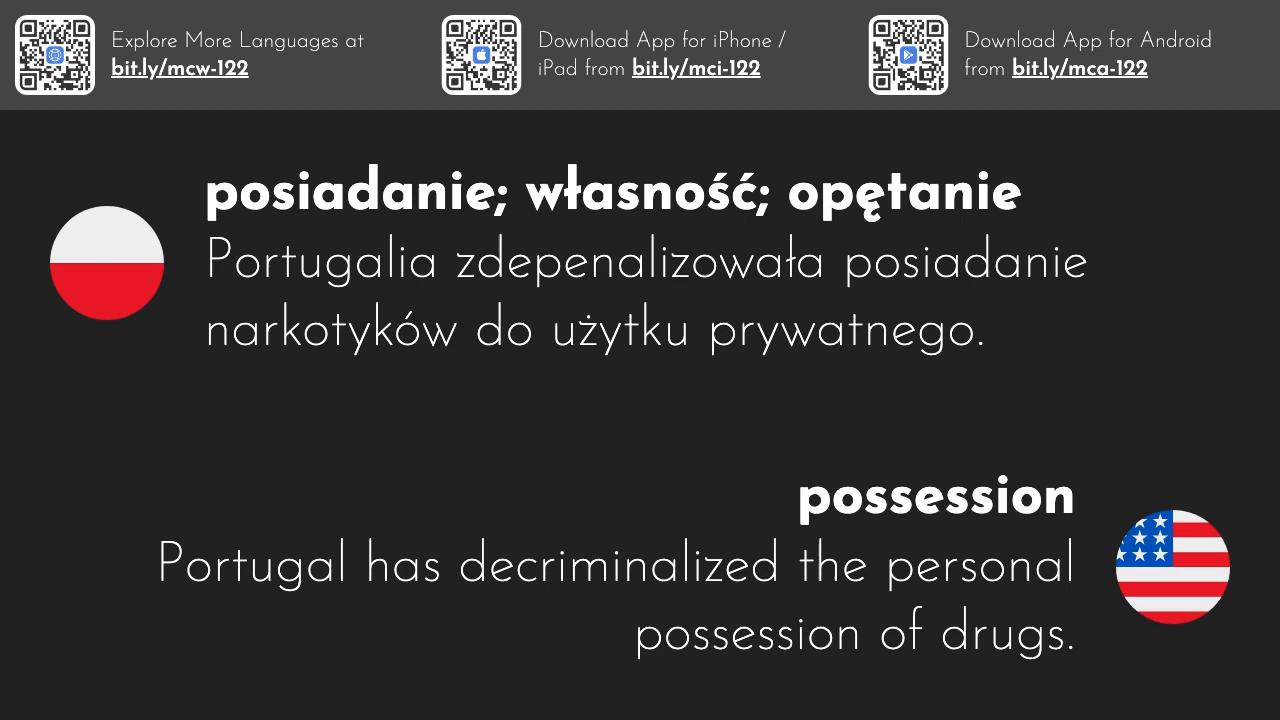 Explore More Languages at
bit.ly/mcw-122
Download App for iPhone /
iPad from bit.ly/mci-122
Download App for Android
from bit.ly/mca-122
posiadanie; własność; opętanie
Portugalia zdepenalizowała posiadanie
narkotyków do użytku prywatnego.
possession
Portugal has decriminalized the personal
possession of drugs.